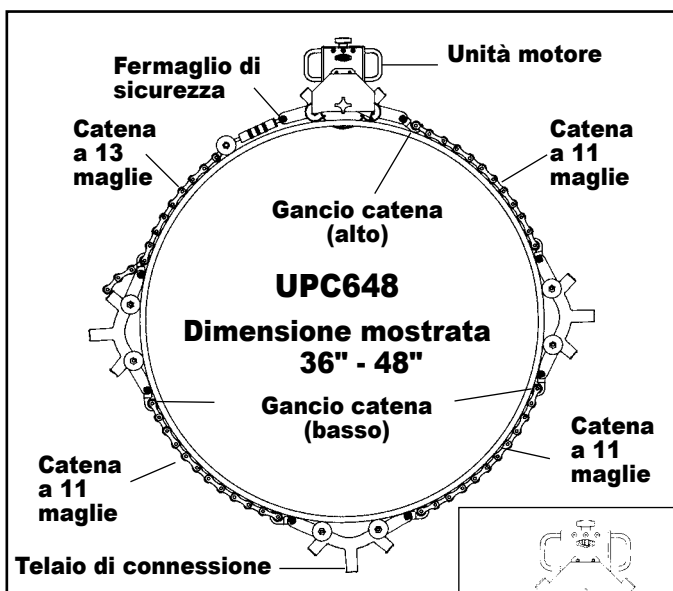 Unità motore
Fermaglio di
sicurezza
Catena
a 13
maglie
Catena
a 11
maglie
Gancio catena
(alto)
UPC648
Dimensione mostrata
36" - 48"
Gancio catena
(basso)
Catena
a 11
maglie
Catena
a 11
maglie
Telaio di connessione